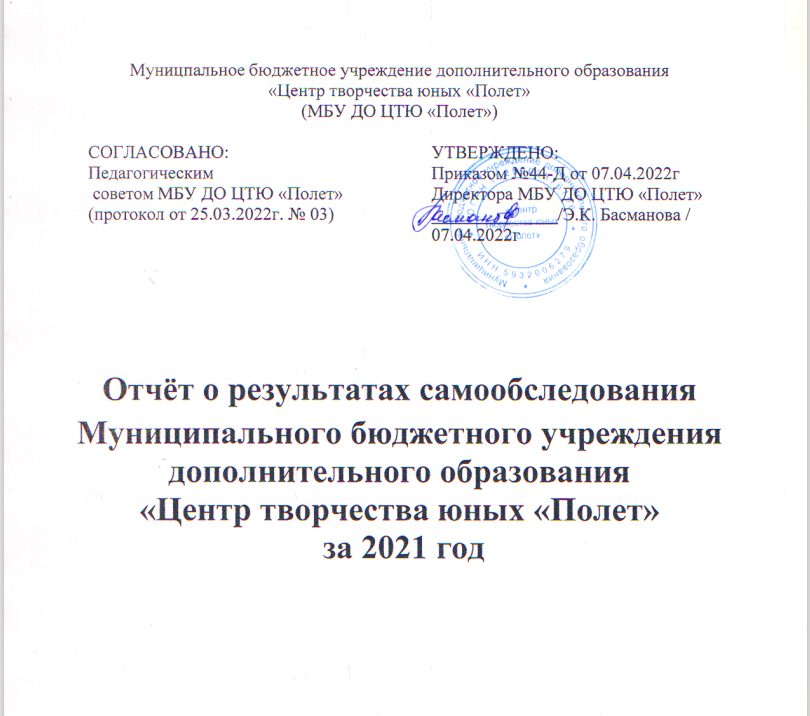 Муницпальное бюджетное учреждение дополнительного образования
«Центр творчества юных «Полет»
(МБУ ДО ЦТЮ «Полет»)
СОГЛАСОВАНО:
Педагогическим
советом МБУ ДО ЦТЮ «Полет»
(протокол от 25.03.2022г. № 03)
УТВЕРЖДЕНО:
Приказом №44-Д от 07.04.2022г
Директора МБУ ДО ЦТЮ «Полет»
Басманова /Э.К. Басманова /
07.04.2022г
ИНН 5932006279
Отчёт о результатах самообследования
Муниципального бюджетного учреждения
дополнительного образования
«Центр творчества юных «Полет»
за 2021 год